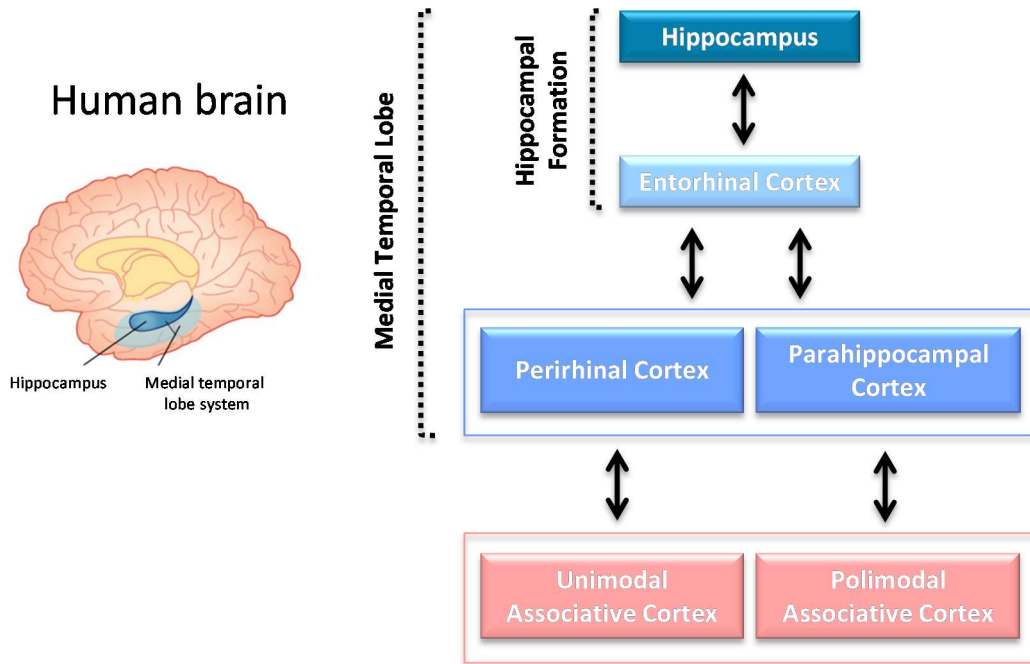 Human brain
Hippocampus
Medial temporal
lobe system
Medial Temporal Lobe
Hippocampal
Formation
Hippocampus
Entorhinal Cortex
Perirhinal Cortex
Parahippocampal
Cortex
Unimodal
Associative Cortex
Polimodal
Associative Cortex